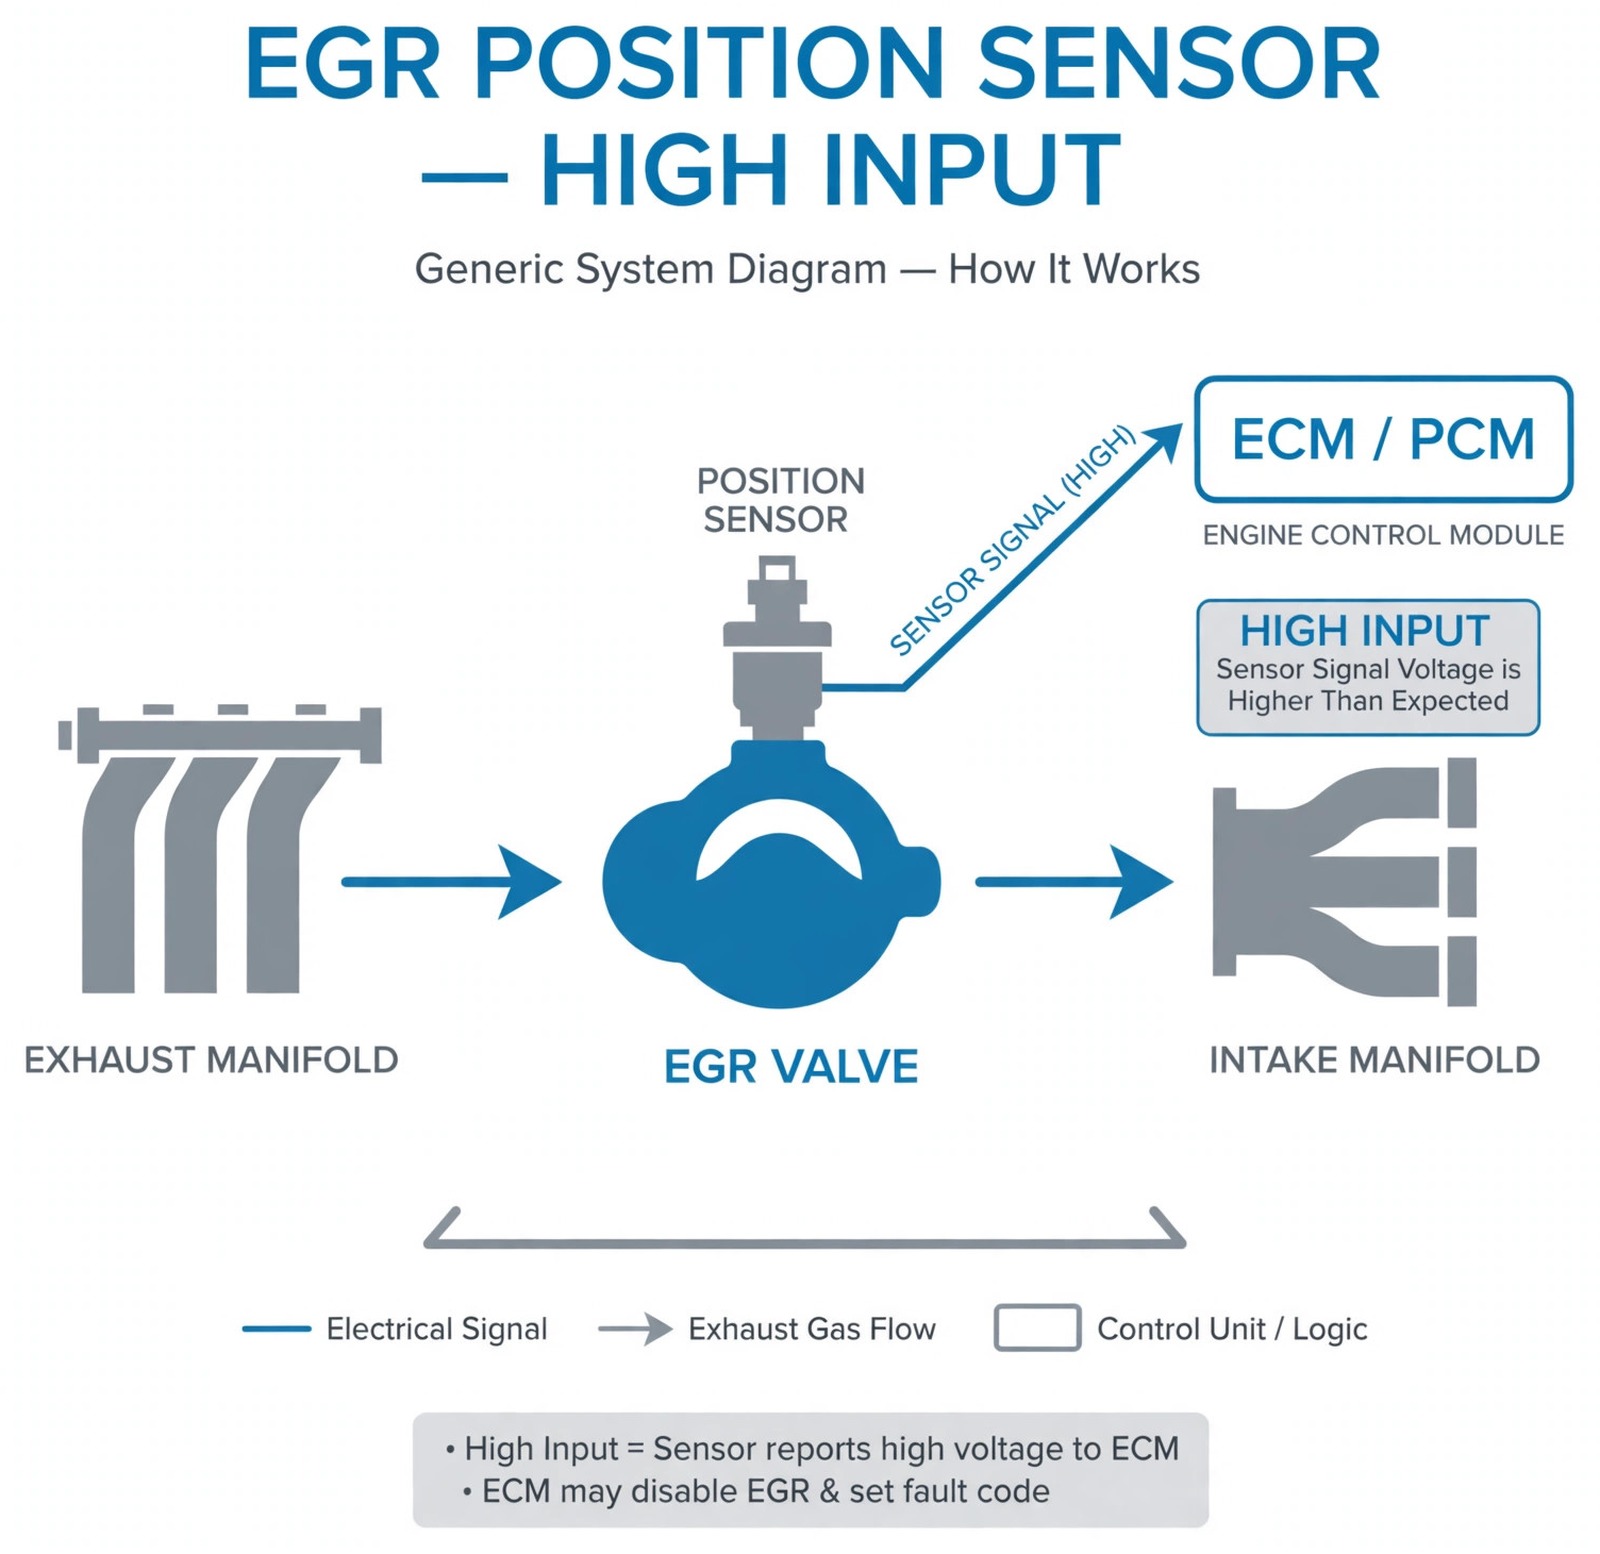 EGR POSITION SENSOR
— HIGH INPUT
Generic System Diagram — How It Works
ECM / PCM
ENGINE CONTROL MODULE
SENSOR SIGNAL (HIGH)
POSITION
SENSOR
HIGH INPUT
Sensor Signal Voltage is
Higher Than Expected
EXHAUST MANIFOLD
EGR VALVE
INTAKE MANIFOLD
Electrical Signal
Exhaust Gas Flow
Control Unit / Logic
• High Input = Sensor reports high voltage to ECM
• ECM may disable EGR & set fault code